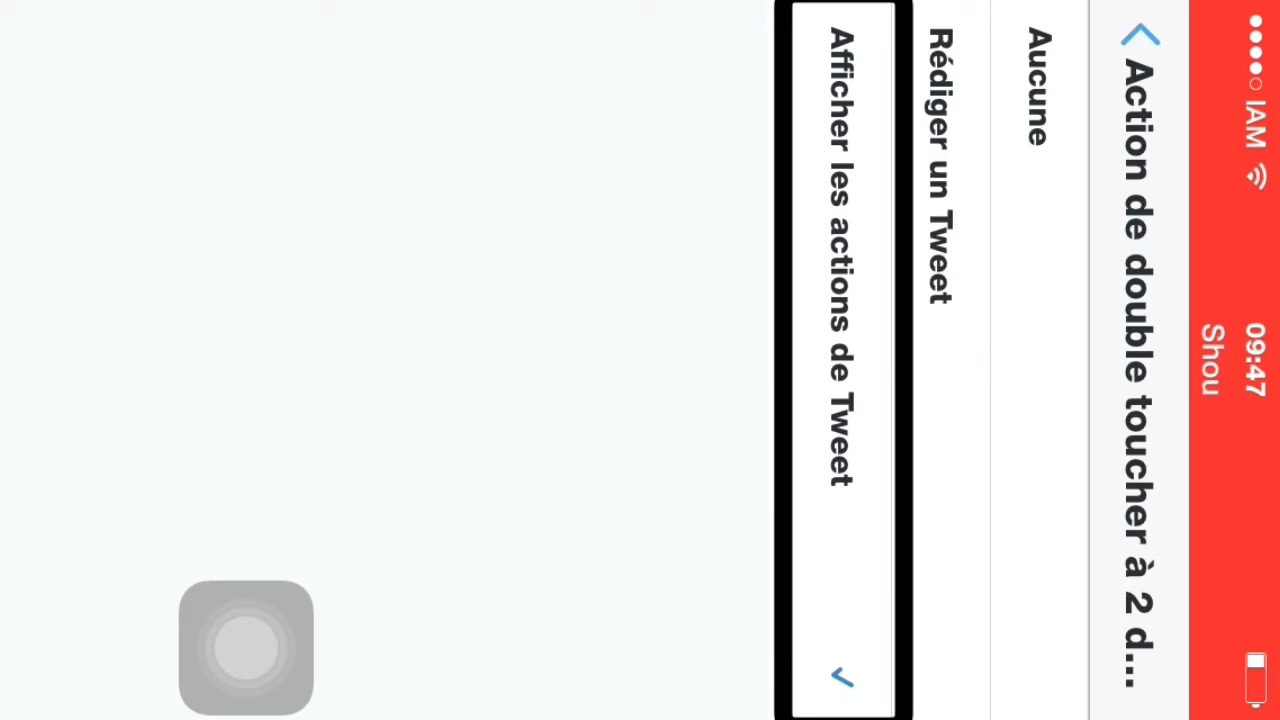 IAM 09:47
Shou
Action de double toucher à 2 d...
Aucune
Rédiger un Tweet
Afficher les actions de Tweet